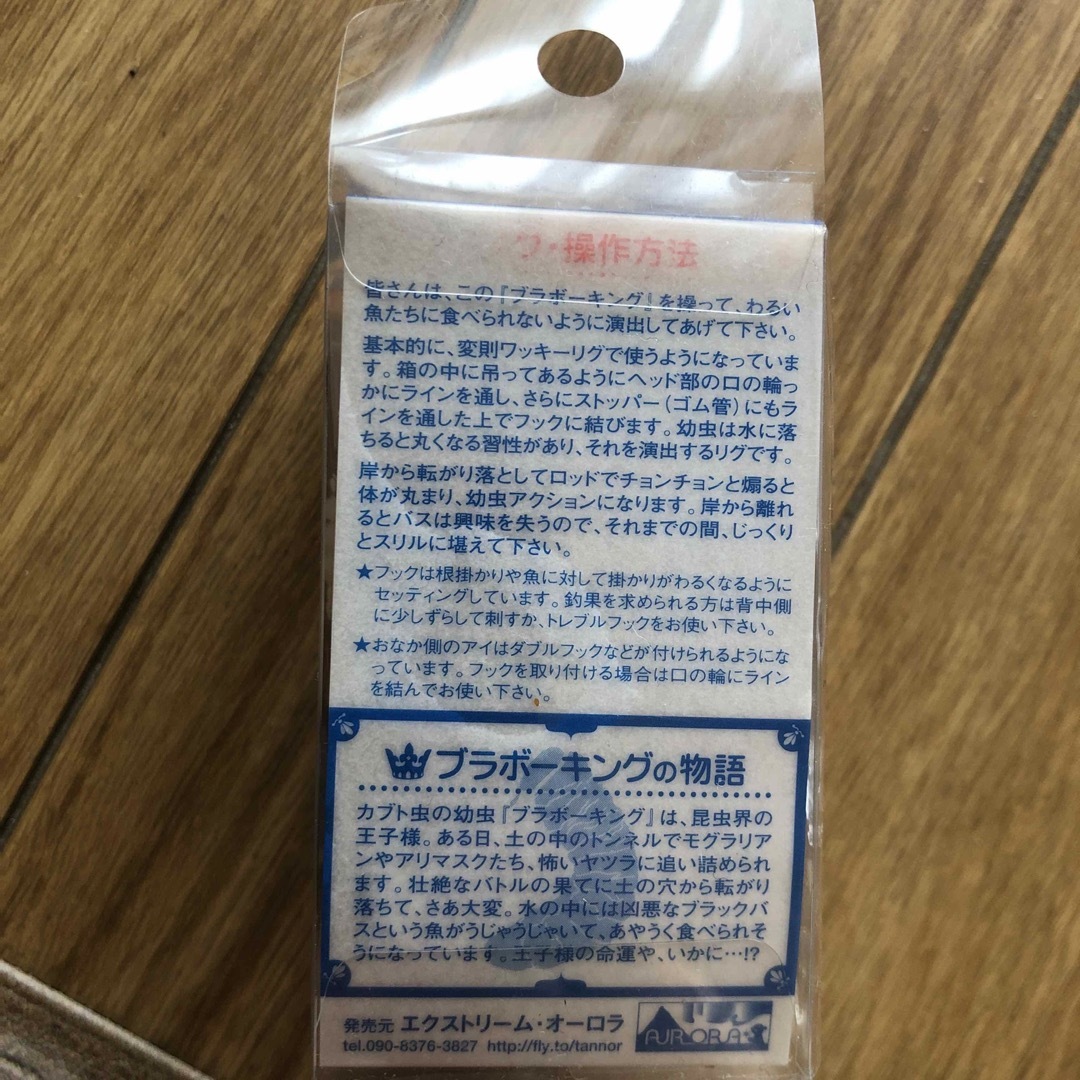 ・操作方法
皆さんは、この『ブラボーキング』を操って、わるい
魚たちに食べられないように演出してあげて下さい。
基本的に、変則ワッキーリグで使うようになっていま
す。箱の中に吊ってあるようにヘッド部の口の輪っ
かにラインを通し、さらにストッパー（ゴム管）にもラ
インを通した上でフックに結びます。幼虫は水に落
ちると丸くなる習性があり、それを演出するリグです。
岸から転がり落としてロッドでチョンチョンと煽ると
体が丸まり、幼虫アクションになります。岸から離れ
るとバスは興味を失うので、それまでの間、じっくり
とスリルに堪えて下さい。
★フックは根掛かりや魚に対して掛かりがわるくなるように
セッティングしています。釣果を求められる方は背中側
に少しずらして刺すか、トレブルフックをお使い下さい。
★おなか側のアイはダブルフックなどが付けられるようにな
っています。フックを取り付ける場合は口の輪にライン
を結んでお使い下さい。
ブラボーキングの物語
カブト虫の幼虫『ブラボーキング』は、昆虫界の
王子様。ある日、土の中のトンネルでモグラリアン
やアリマスクたち、怖いヤツラに追い詰められ
ます。壮絶なバトルの果てに土の穴から転がり
落ちて、さあ大変。水の中には凶悪なブラックバ
スという魚がうじゃうじゃいて、あやうく食べられそ
うになっています。王子様の命運や、いかに…!?
発売元 エクストリーム・オーロラ
tel.090-8376-3827 http://fly.to/tannor
AURORA